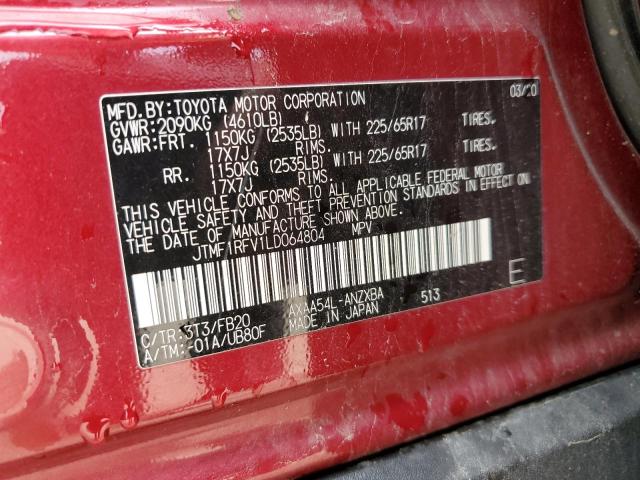 MFD.BY:TOYOTA MOTOR CORPORATION 03/20
GVWR:2090KG (4610LB)
GAWR:FRT. 1150KG (2535LB) WITH 225/65R17 TIRES.
17X7J RIMS.
RR. 1150KG (2535LB) WITH 225/65R17 TIRES.
17X7J RIMS.
THIS VEHICLE CONFORMS TO ALL APPLICABLE FEDERAL MOTOR
VEHICLE SAFETY AND THEFT PREVENTION STANDARDS IN EFFECT ON
THE DATE OF MANUFACTURE SHOWN ABOVE.
JTMF1RFV1LD064804 MPV
C/TR:3T3/FB20 AXAA54L-ANZXBA 513 E
A/TM:-01A/UB80F MADE IN JAPAN